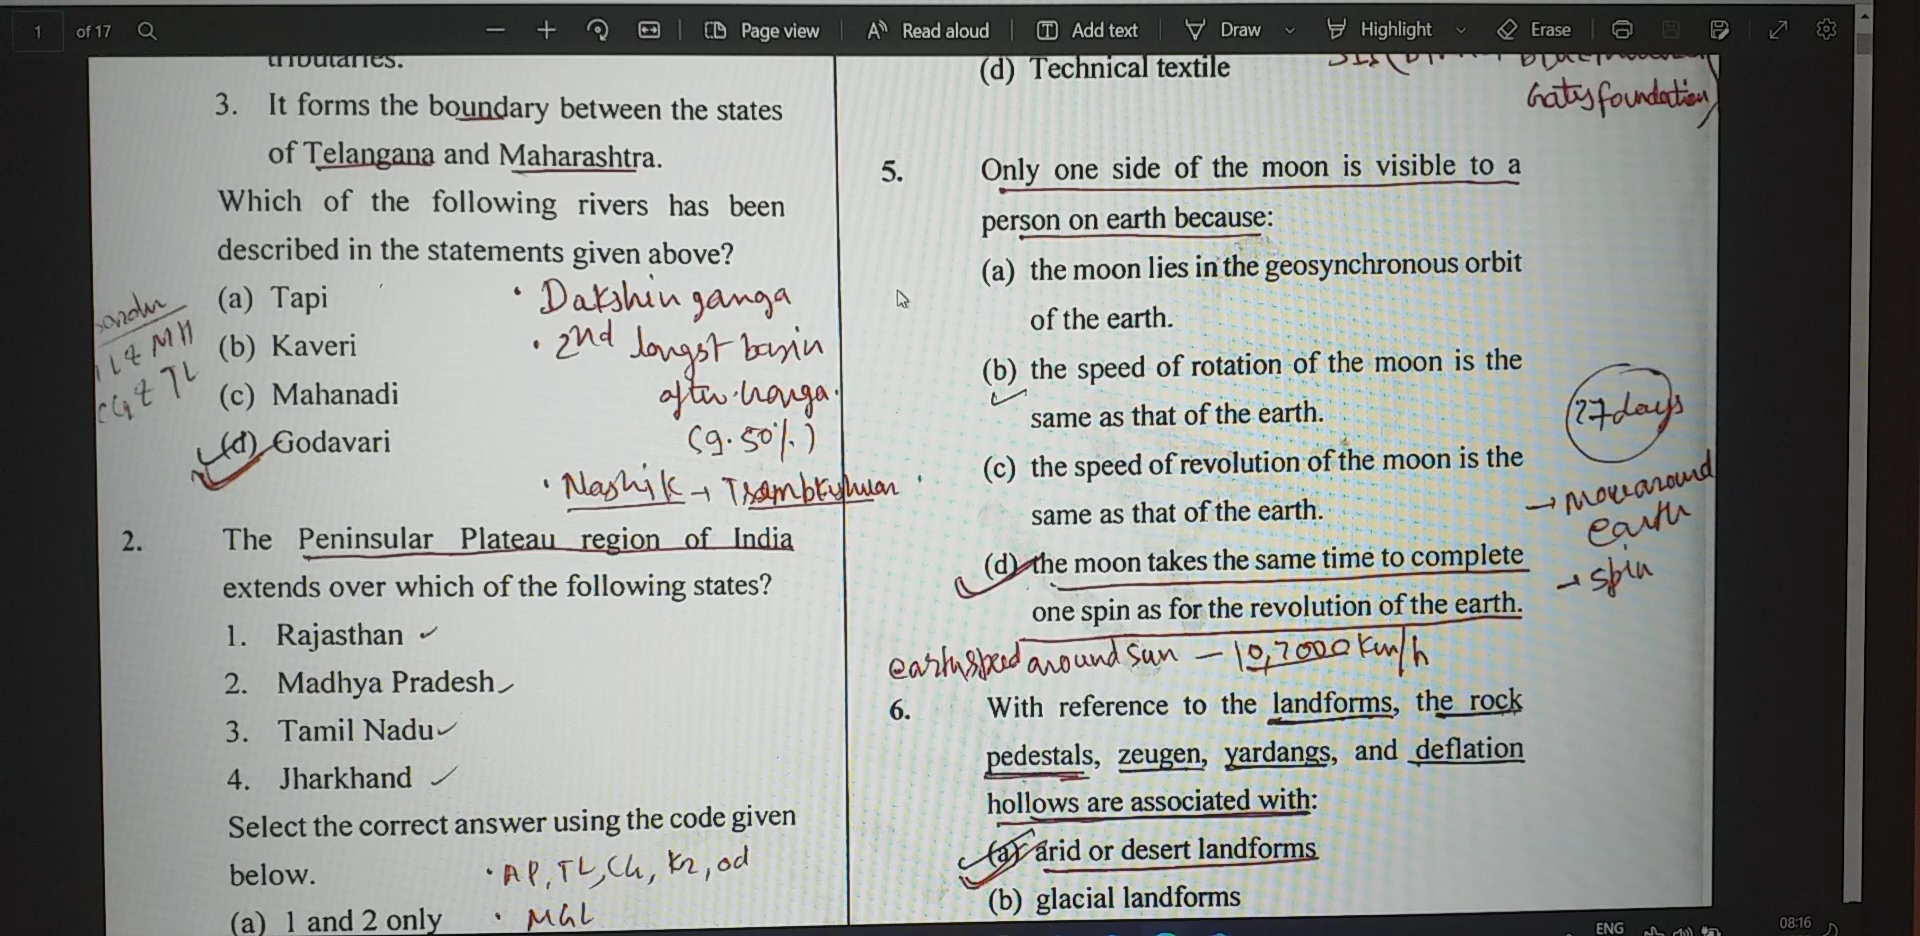 1 of 17 Page view Read aloud Add text Draw Highlight Erase
tributaries.
3. It forms the boundary between the states
of Telangana and Maharashtra.
Which of the following rivers has been
described in the statements given above?
(a) Tapi
(b) Kaveri
(c) Mahanadi
(d) Godavari
• Dakshin ganga
• 2nd longst basin
after Ganga.
(9.50%)
• Nashik →
MH
TL
2. The Peninsular Plateau region of India
extends over which of the following states?
1. Rajasthan
2. Madhya Pradesh
3. Tamil Nadu
4. Jharkhand
Select the correct answer using the code given
below.
• AP, TL, CG, , od
(a) 1 and 2 only
•
(d) Technical textile
Gates foundation)
5. Only one side of the moon is visible to a
person on earth because:
(a) the moon lies in the geosynchronous orbit
of the earth.
(b) the speed of rotation of the moon is the
same as that of the earth.
(c) the speed of revolution of the moon is the
same as that of the earth.
(d) the moon takes the same time to complete
one spin as for the revolution of the earth.
27 days
→ move around
earth
→ spin
earth speed around sun – 10,7000 Km/h
6. With reference to the landforms, the rock
pedestals, zeugen, yardangs, and deflation
hollows are associated with:
(a) arid or desert landforms
(b) glacial landforms
ENG 08:16